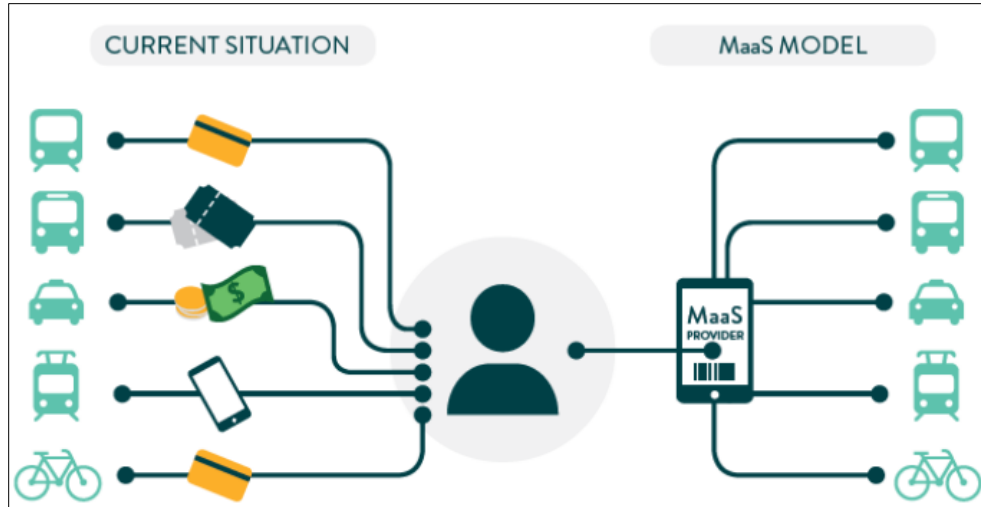 CURRENT SITUATION
MaaS MODEL
$
MaaS
PROVIDER